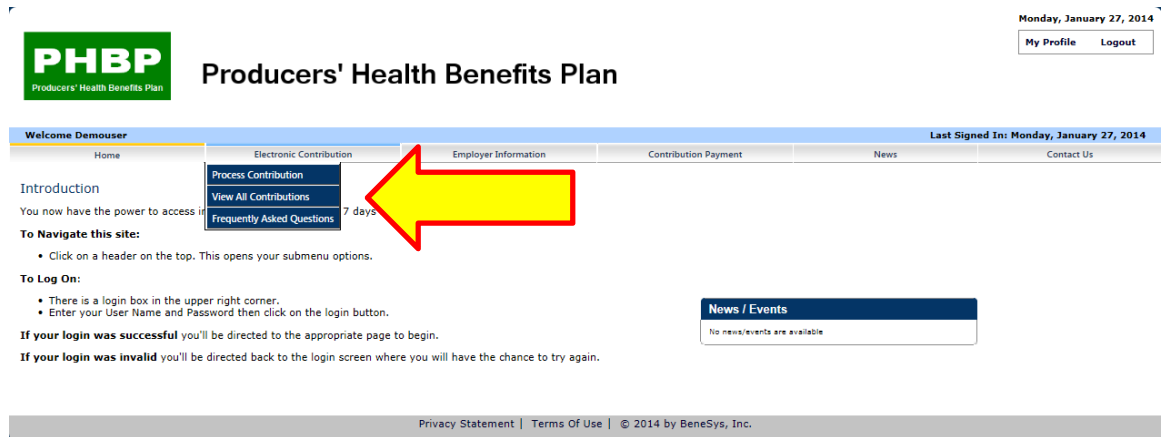 Monday, January 27, 2014
My Profile Logout
PHBP
Producers' Health Benefits Plan
Producers' Health Benefits Plan
Welcome Demouser Last Signed In: Monday, January 27, 2014
Home Electronic Contribution Employer Information Contribution Payment News Contact Us
Process Contribution
View All Contributions
Frequently Asked Questions
Introduction
You now have the power to access 7 days
To Navigate this site:
• Click on a header on the top. This opens your submenu options.
To Log On:
• There is a login box in the upper right corner.
• Enter your User Name and Password then click on the login button.
If your login was successful you'll be directed to the appropriate page to begin.
If your login was invalid you'll be directed back to the login screen where you will have the chance to try again.
News / Events
No news/events are available
Privacy Statement | Terms Of Use | © 2014 by BeneSys, Inc.